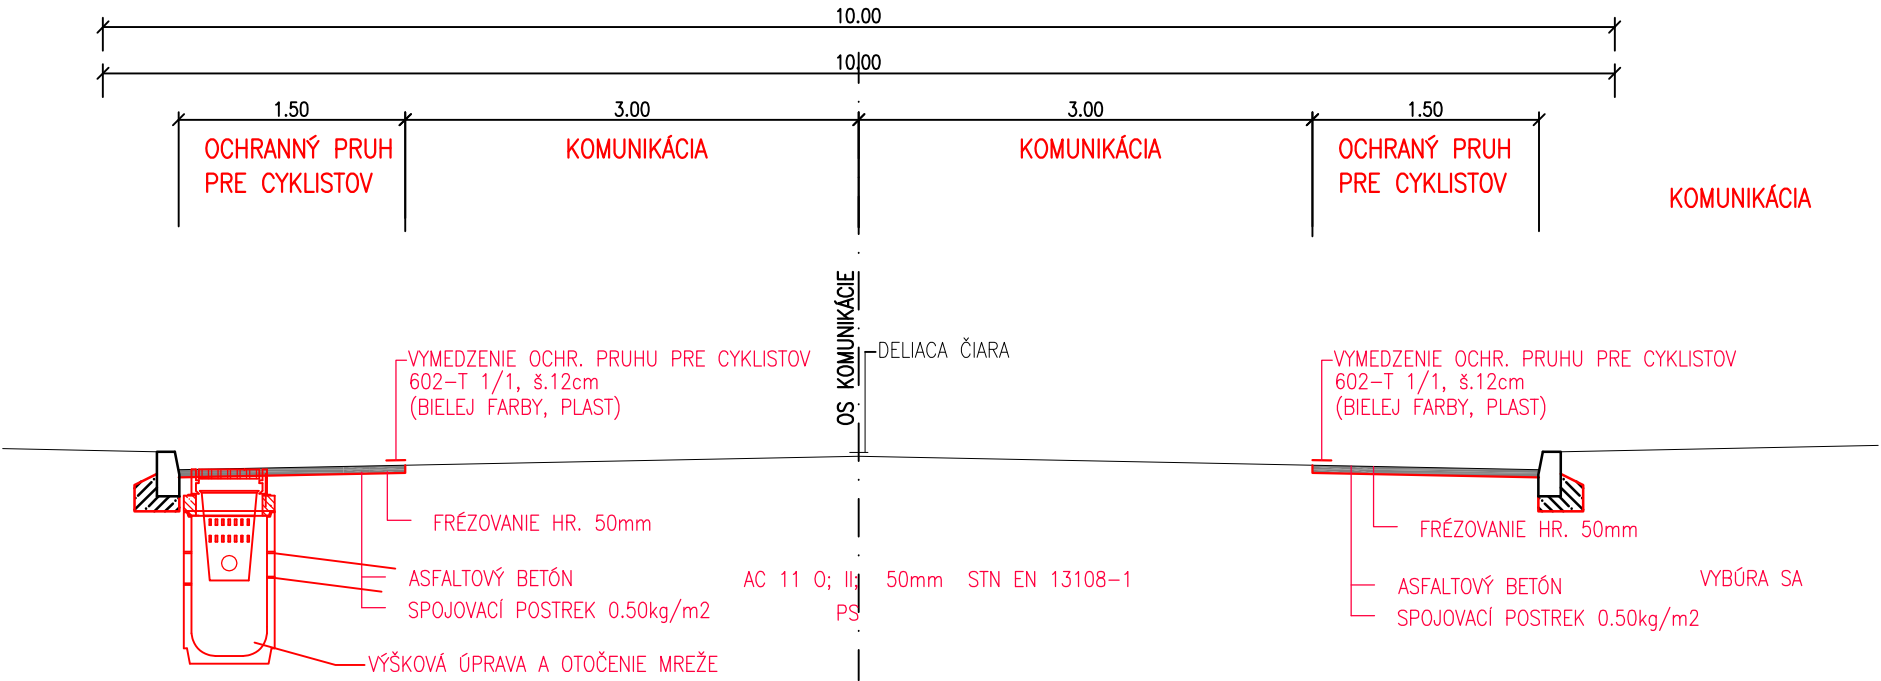 10.00
10.00
1.50
3.00
3.00
1.50
OCHRANNÝ PRUH
PRE CYKLISTOV
KOMUNIKÁCIA
KOMUNIKÁCIA
OCHRANÝ PRUH
PRE CYKLISTOV
KOMUNIKÁCIA
OS KOMUNIKÁCIE
DELIACA ČIARA
VYMEDZENIE OCHR. PRUHU PRE CYKLISTOV
602-T 1/1, š.12cm
(BIELEJ FARBY, PLAST)
VYMEDZENIE OCHR. PRUHU PRE CYKLISTOV
602-T 1/1, š.12cm
(BIELEJ FARBY, PLAST)
FRÉZOVANIE HR. 50mm
FRÉZOVANIE HR. 50mm
ASFALTOVÝ BETÓN AC 11 O; II; 50mm STN EN 13108-1
SPOJOVACÍ POSTREK 0.50kg/m2 PS
ASFALTOVÝ BETÓN
SPOJOVACÍ POSTREK 0.50kg/m2
VYBÚRA SA
VÝŠKOVÁ ÚPRAVA A OTOČENIE MREŽE